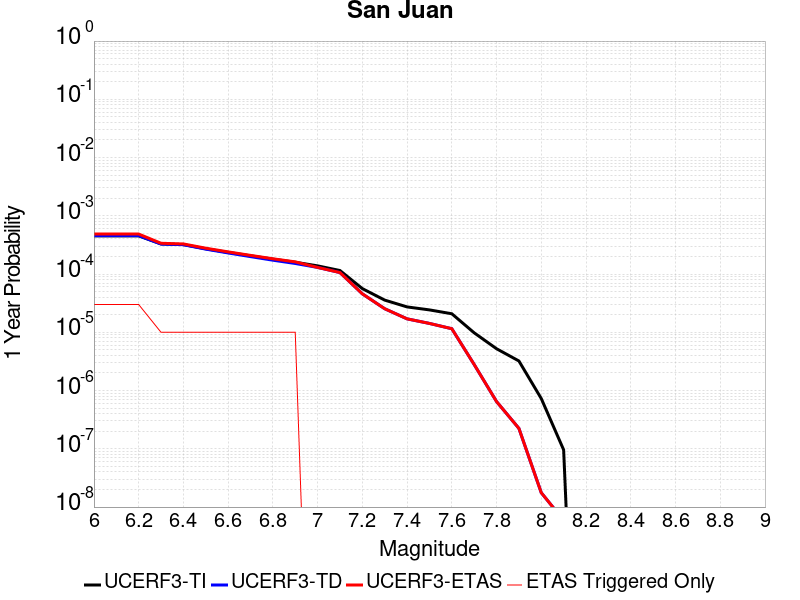 San Juan
10^0
10^-1
10^-2
10^-3
10^-4
10^-5
10^-6
10^-7
10^-8
1 Year Probability
6 6.2 6.4 6.6 6.8 7 7.2 7.4 7.6 7.8 8 8.2 8.4 8.6 8.8 9
Magnitude
UCERF3-TI UCERF3-TD UCERF3-ETAS ETAS Triggered Only